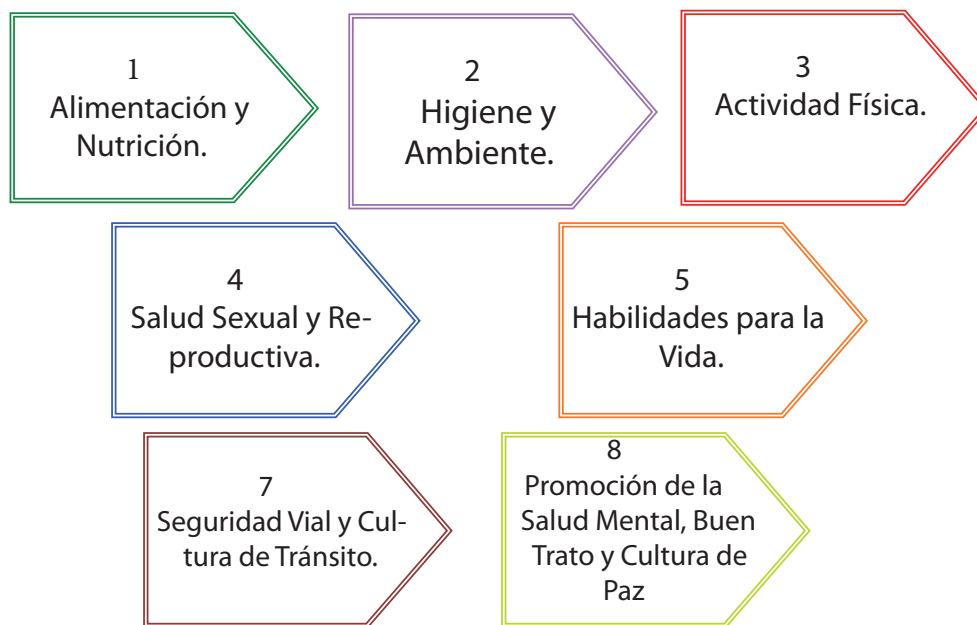 1
Alimentación y
Nutrición.
2
Higiene y
Ambiente.
3
Actividad Física.
4
Salud Sexual y Re-
productiva.
5
Habilidades para la
Vida.
7
Seguridad Vial y Cul-
tura de Tránsito.
8
Promoción de la
Salud Mental, Buen
Trato y Cultura de
Paz